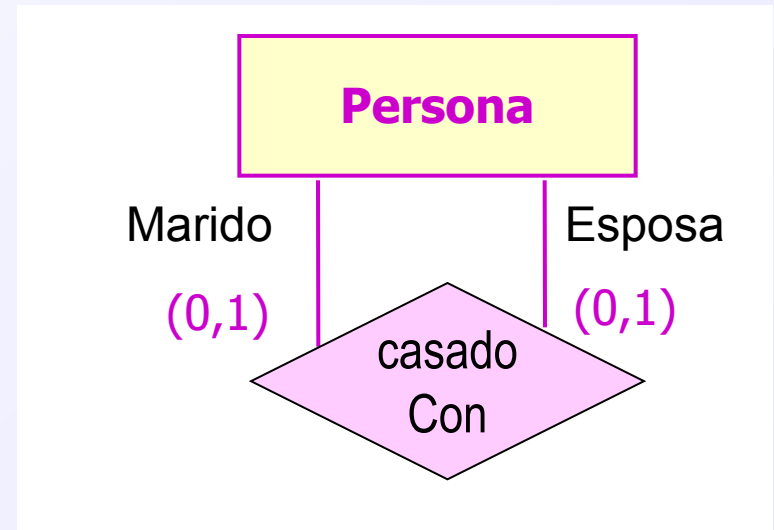 Persona
Marido
Esposa
(0,1)
(0,1)
casado
Con